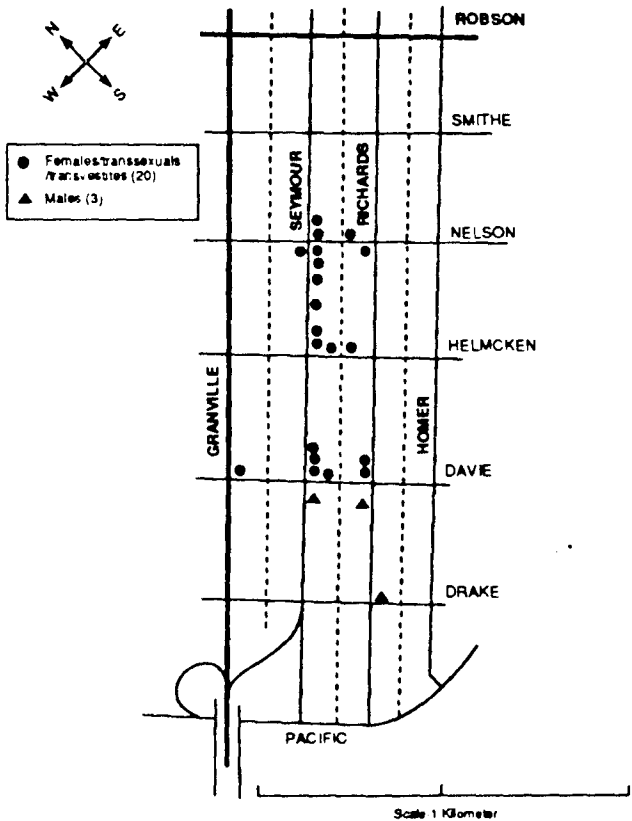 ROBSON
N
E
W
S
SMITHE
Females/transsexuals
/transvestites (20)
Males (3)
SEYMOUR
RICHARDS
NELSON
HELMCKEN
GRANVILLE
HOMER
DAVIE
DRAKE
PACIFIC
Scale 1 Kilometer